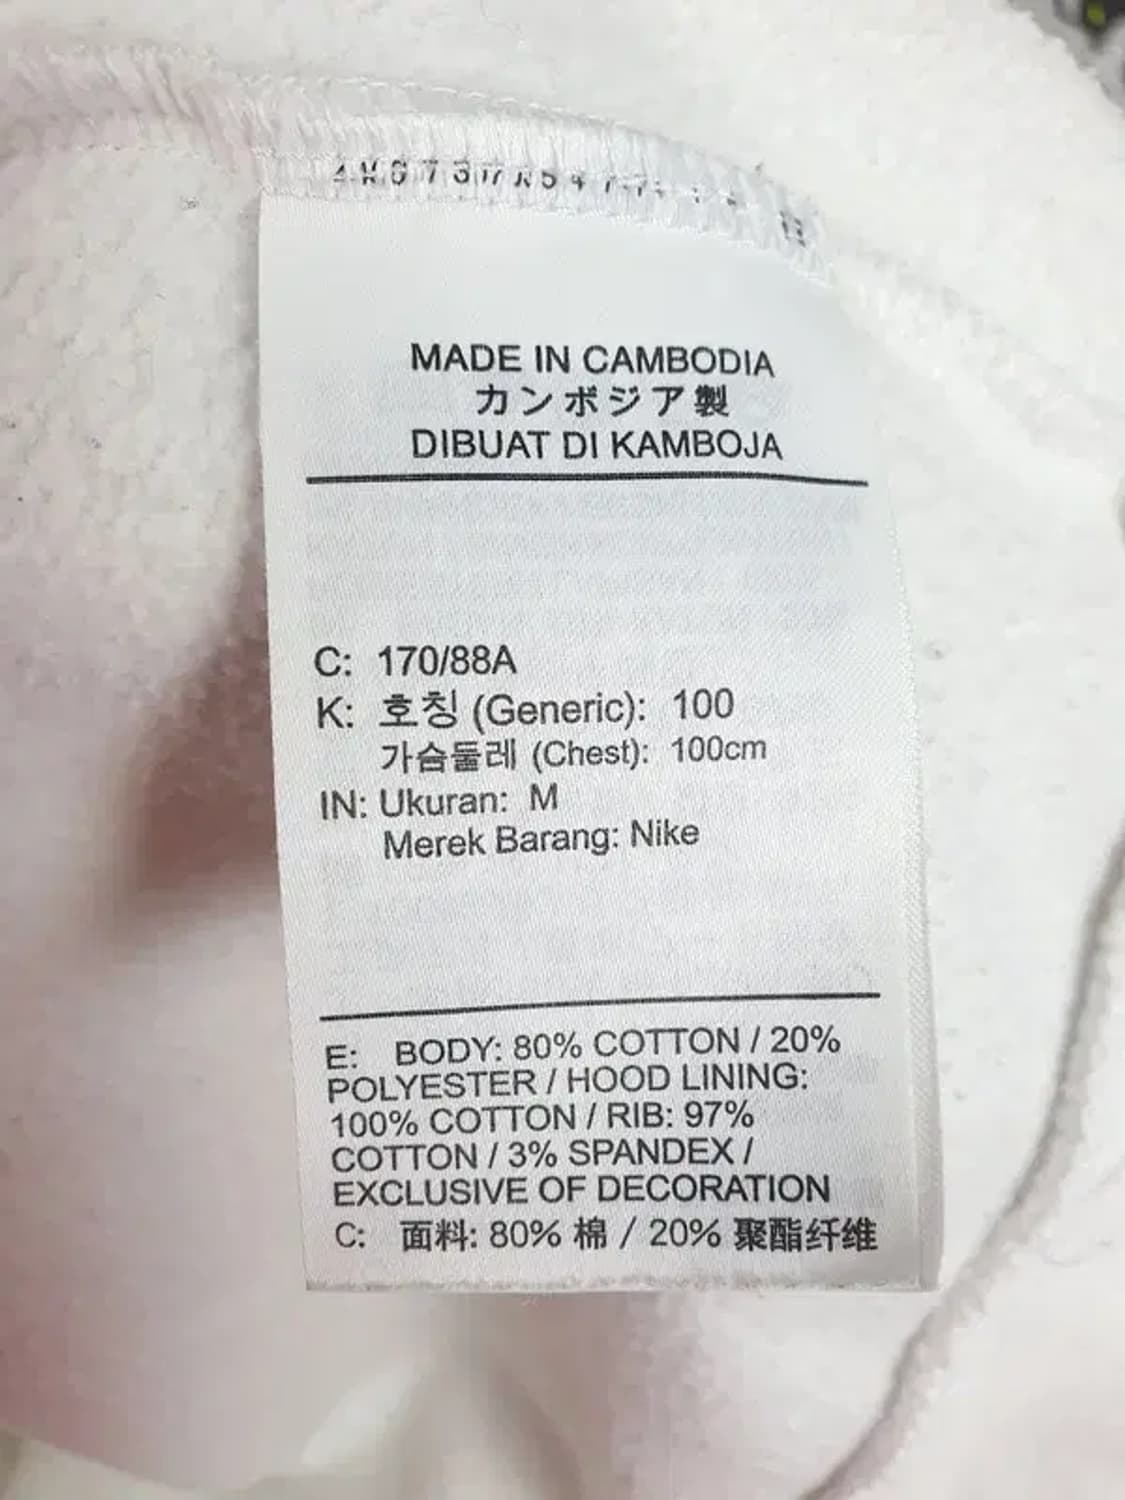 MADE IN CAMBODIA
カンボジア製
DIBUAT DI KAMBOJA
C: 170/88A
K: 호칭 (Generic): 100
가슴둘레 (Chest): 100cm
IN: Ukuran: M
Merek Barang: Nike
E: BODY: 80% COTTON / 20%
POLYESTER / HOOD LINING:
100% COTTON / RIB: 97%
COTTON / 3% SPANDEX /
EXCLUSIVE OF DECORATION
C: 面料: 80% 棉 / 20% 聚酯纤维